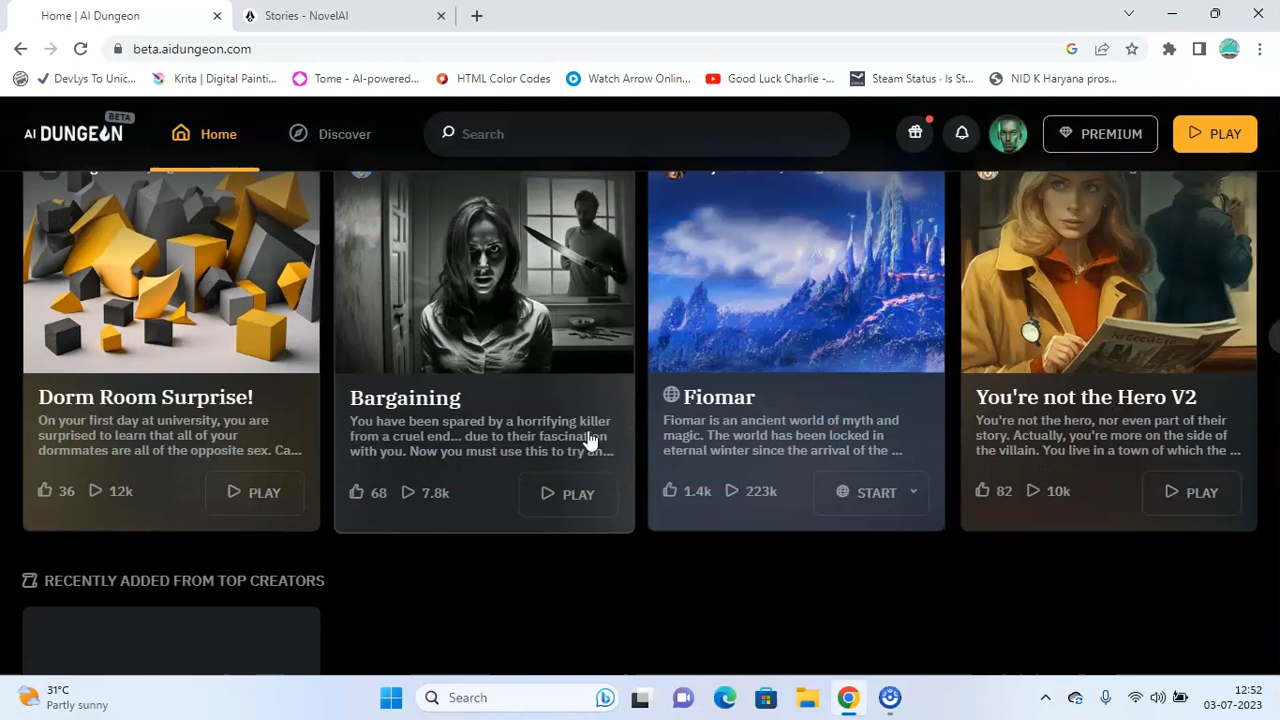 Home | AI Dungeon
Stories - NovelAI
beta.aidungeon.com
DevLys To Unic...
Krita | Digital Painti...
Tome - AI-powered...
HTML Color Codes
Watch Arrow Onlin...
Good Luck Charlie -...
Steam Status · Is St...
NID K Haryana pros...
AI DUNGEON BETA
Home
Discover
Search
PREMIUM
PLAY
Dorm Room Surprise!
On your first day at university, you are
surprised to learn that all of your
dormmates are all of the opposite sex. Ca...
36
12k
PLAY
Bargaining
You have been spared by a horrifying killer
from a cruel end... due to their fascination
with you. Now you must use this to try an...
68
7.8k
PLAY
Fiomar
Fiomar is an ancient world of myth and
magic. The world has been locked in
eternal winter since the arrival of the ...
1.4k
223k
START
You're not the Hero V2
You're not the hero, nor even part of their
story. Actually, you're more on the side of
the villain. You live in a town of which the ...
82
10k
PLAY
RECENTLY ADDED FROM TOP CREATORS
31°C
Partly sunny
Search
12:52
03-07-2023